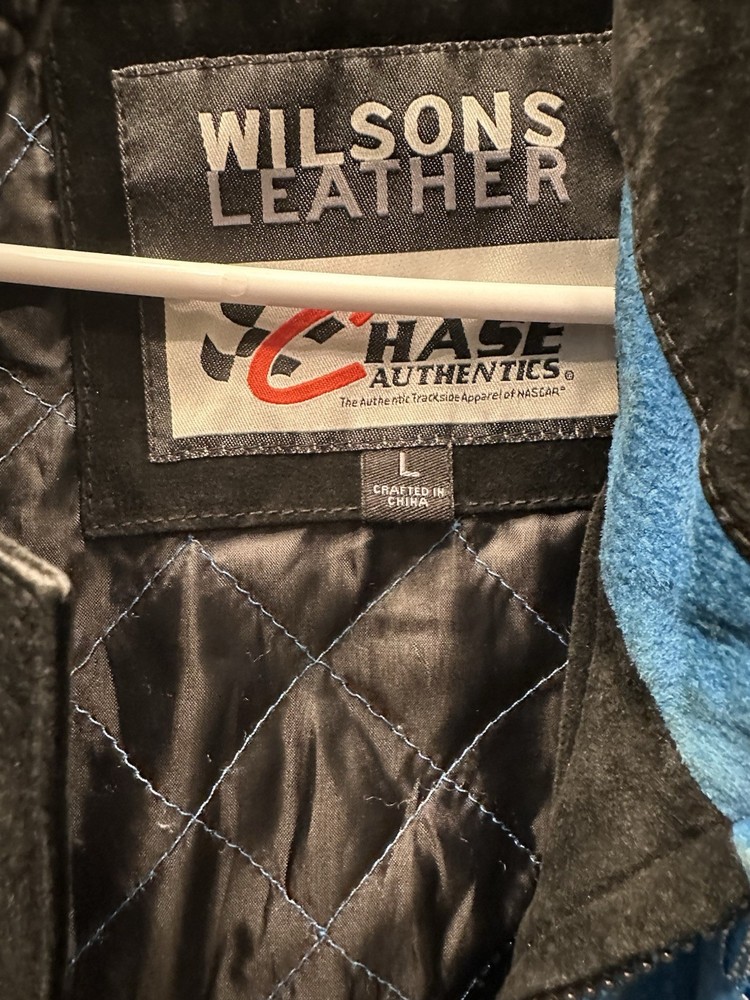 WILSONS
LEATHER
CHASE
AUTHENTICS©
The Authentic Trackside Apparel of NASCAR®
L
CRAFTED IN
CHINA